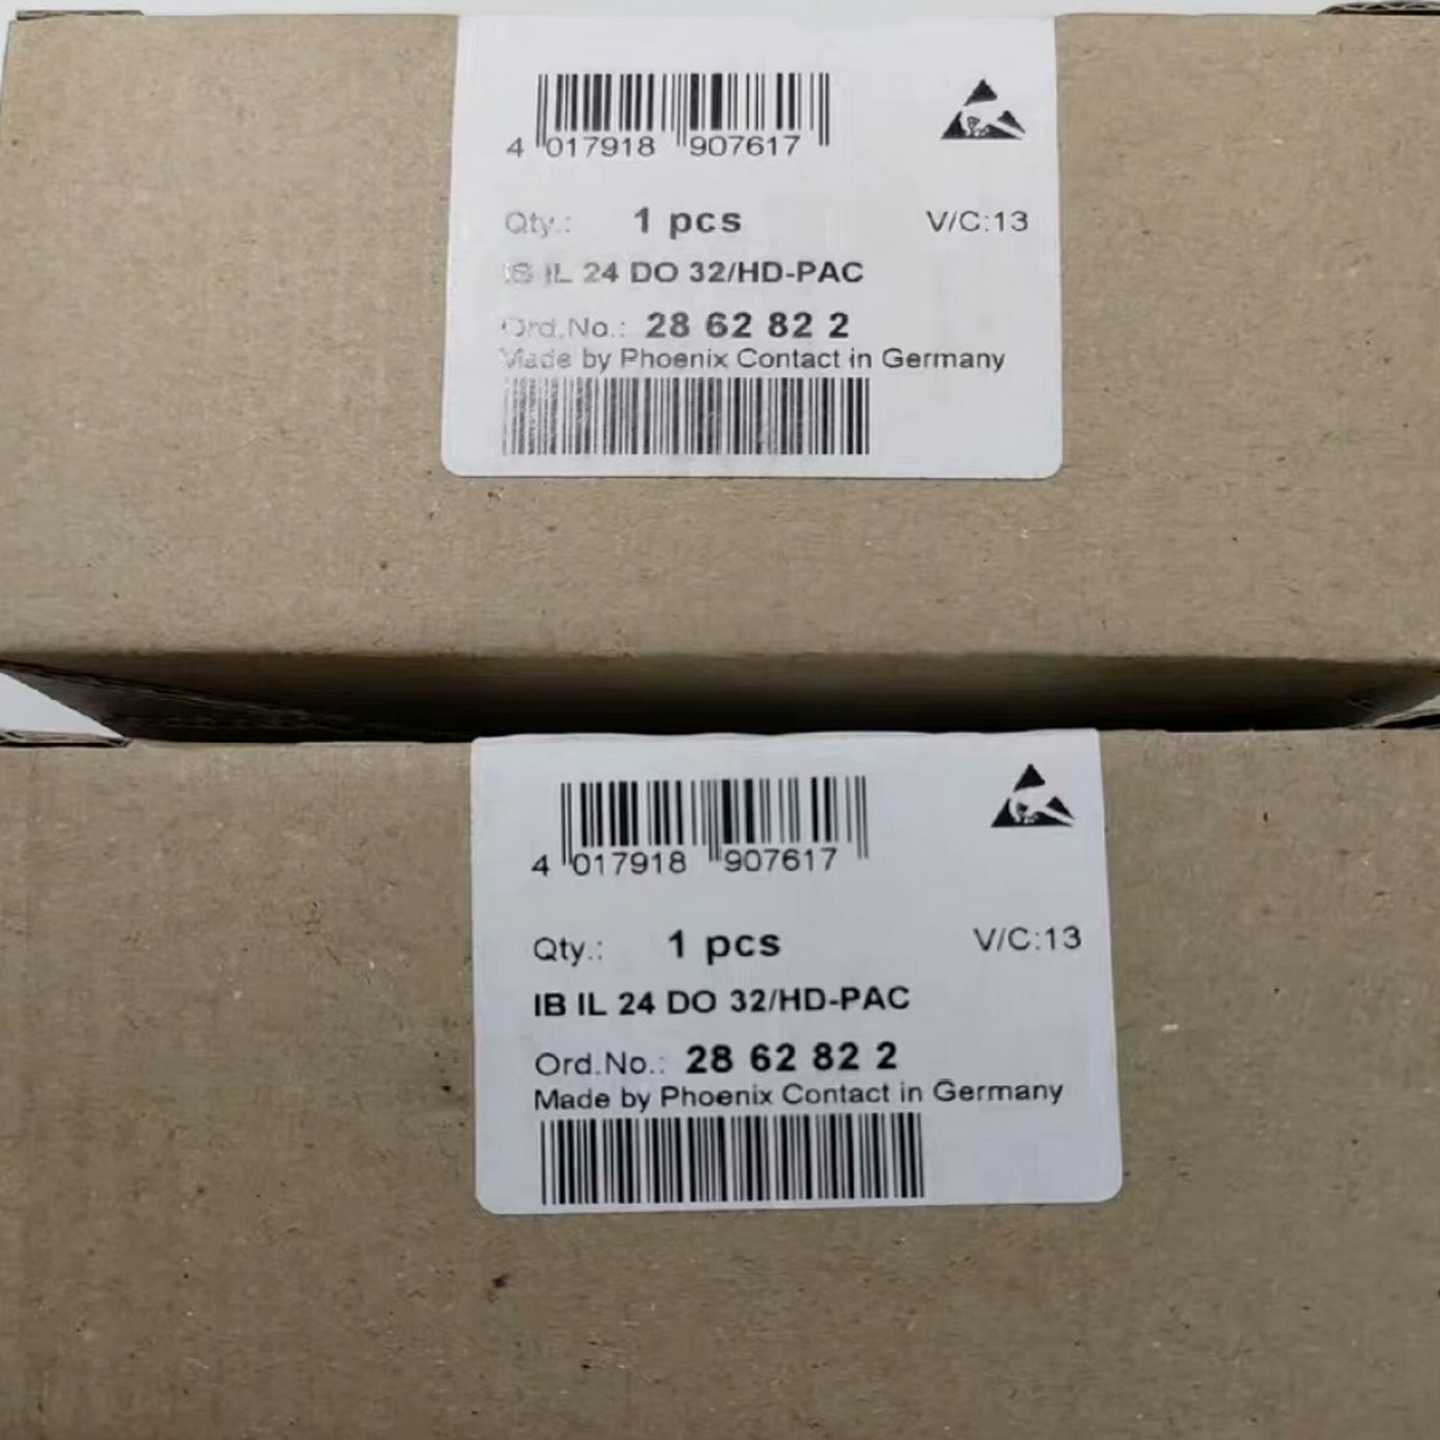 4 017918 907617
Qty.: 1 pcs V/C:13
IB IL 24 DO 32/HD-PAC
Ord.No.: 28 62 82 2
Made by Phoenix Contact in Germany
4 017918 907617
Qty.: 1 pcs V/C:13
IB IL 24 DO 32/HD-PAC
Ord.No.: 28 62 82 2
Made by Phoenix Contact in Germany